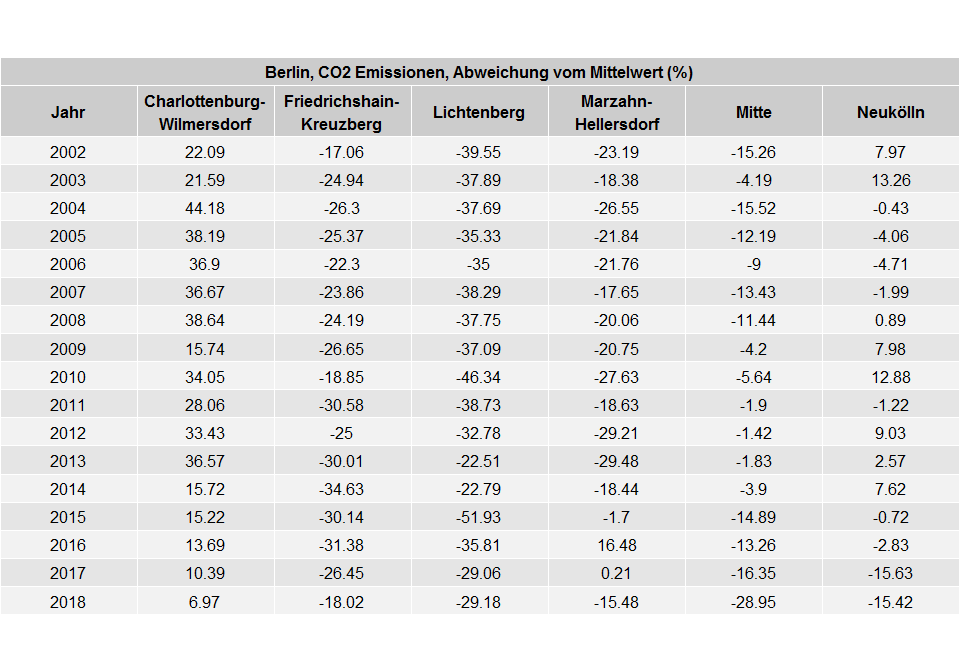 Berlin, CO2 Emissionen, Abweichung vom Mittelwert (%)
Jahr Charlottenburg-Wilmersdorf Friedrichshain-Kreuzberg Lichtenberg Marzahn-Hellersdorf Mitte Neukölln
2002 22.09 -17.06 -39.55 -23.19 -15.26 7.97
2003 21.59 -24.94 -37.89 -18.38 -4.19 13.26
2004 44.18 -26.3 -37.69 -26.55 -15.52 -0.43
2005 38.19 -25.37 -35.33 -21.84 -12.19 -4.06
2006 36.9 -22.3 -35 -21.76 -9 -4.71
2007 36.67 -23.86 -38.29 -17.65 -13.43 -1.99
2008 38.64 -24.19 -37.75 -20.06 -11.44 0.89
2009 15.74 -26.65 -37.09 -20.75 -4.2 7.98
2010 34.05 -18.85 -46.34 -27.63 -5.64 12.88
2011 28.06 -30.58 -38.73 -18.63 -1.9 -1.22
2012 33.43 -25 -32.78 -29.21 -1.42 9.03
2013 36.57 -30.01 -22.51 -29.48 -1.83 2.57
2014 15.72 -34.63 -22.79 -18.44 -3.9 7.62
2015 15.22 -30.14 -51.93 -1.7 -14.89 -0.72
2016 13.69 -31.38 -35.81 16.48 -13.26 -2.83
2017 10.39 -26.45 -29.06 0.21 -16.35 -15.63
2018 6.97 -18.02 -29.18 -15.48 -28.95 -15.42